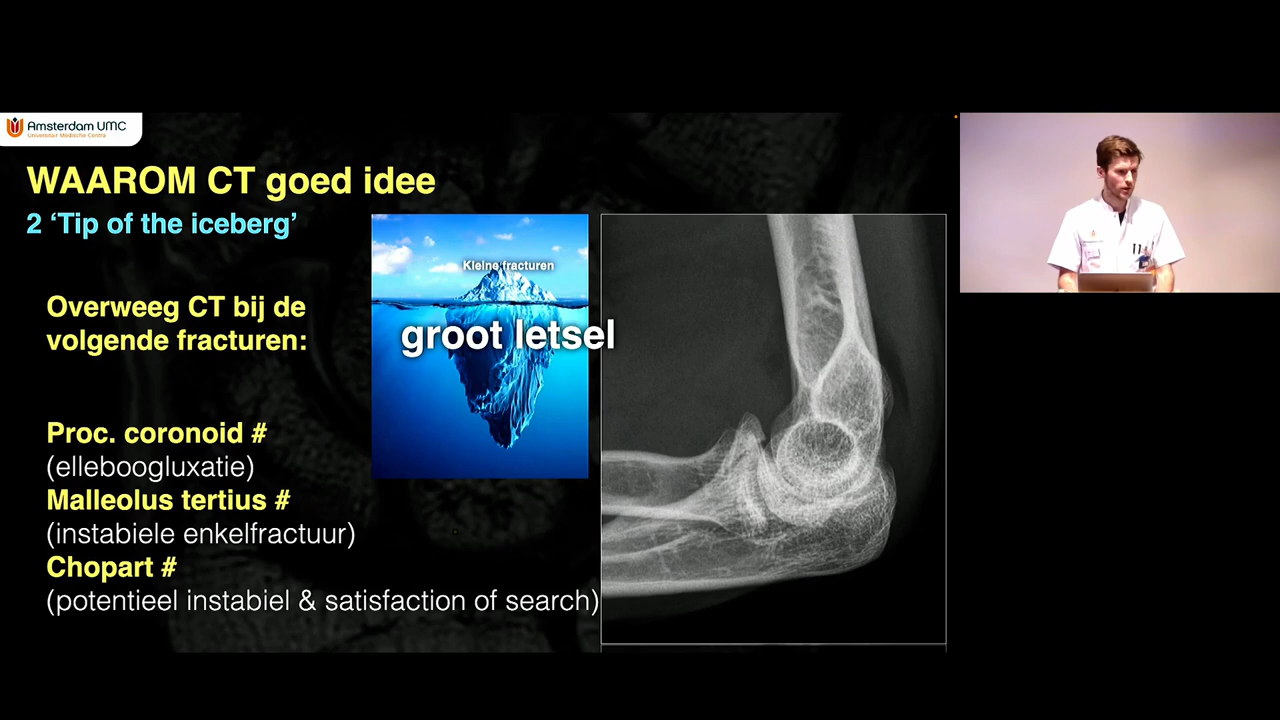 Amsterdam UMC
Universitair Medische Centra
WAAROM CT goed idee
2 ‘Tip of the iceberg’
Kleine fracturen
groot letsel
Overweeg CT bij de
volgende fracturen:
Proc. coronoid #
(elleboogluxatie)
Malleolus tertius #
(instabiele enkelfractuur)
Chopart #
(potentieel instabiel & satisfaction of search)